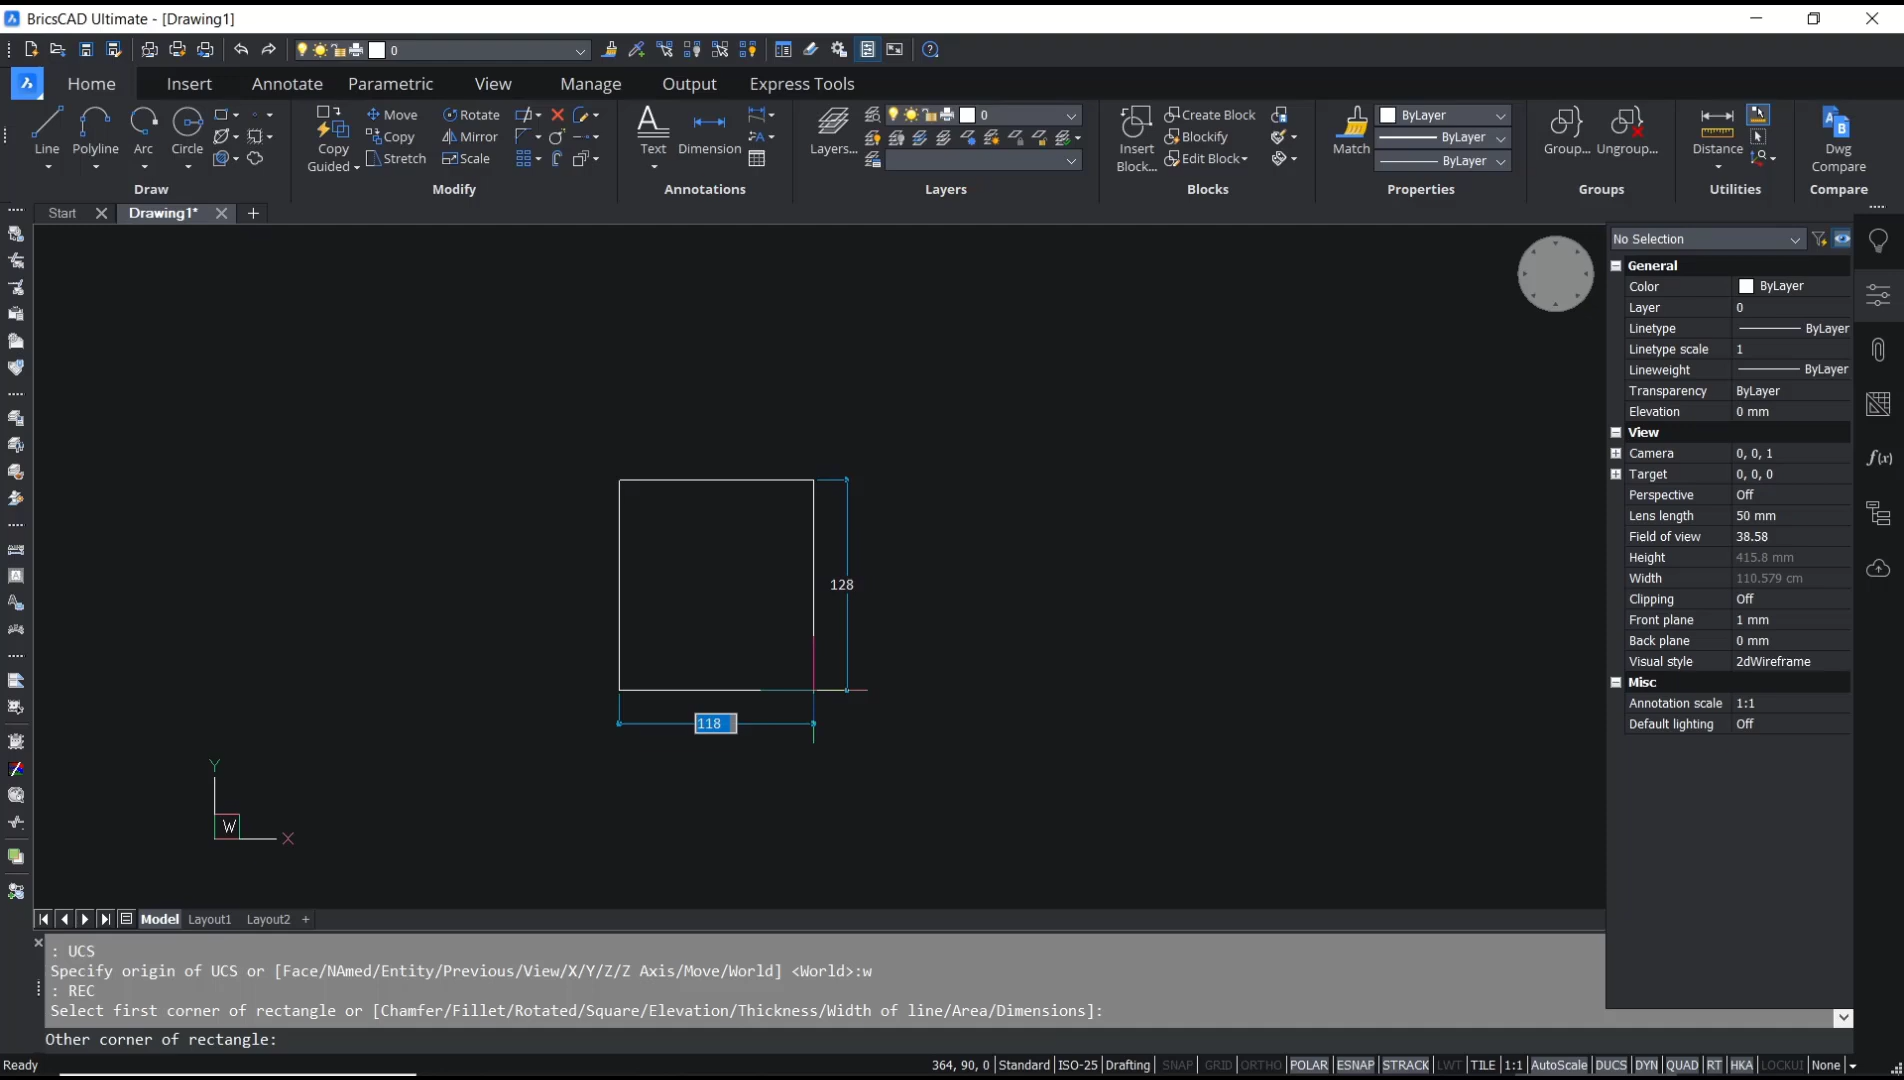 BricsCAD Ultimate - [Drawing1]
0
Home Insert Annotate Parametric View Manage Output Express Tools
Line Polyline Arc Circle
Draw
Copy Guided
Move Rotate
Copy Mirror
Stretch Scale
Modify
Text Dimension
Annotations
Layers...
0
Layers
Insert Block...
Create Block
Blockify
Edit Block
Blocks
Match
ByLayer
ByLayer
ByLayer
Properties
Group... Ungroup...
Groups
Distance
Utilities
Dwg Compare
Compare
Start Drawing1*
No Selection
General
Color ByLayer
Layer 0
Linetype ByLayer
Linetype scale 1
Lineweight ByLayer
Transparency ByLayer
Elevation 0 mm
View
Camera 0, 0, 1
Target 0, 0, 0
Perspective Off
Lens length 50 mm
Field of view 38.58
Height 415.8 mm
Width 110.579 cm
Clipping Off
Front plane 1 mm
Back plane 0 mm
Visual style 2dWireframe
Misc
Annotation scale 1:1
Default lighting Off
f(x)
128
118
Y
W
X
Model Layout1 Layout2 +
: UCS
Specify origin of UCS or [Face/NAmed/Entity/Previous/View/X/Y/Z/Z Axis/Move/World] <World>:w
: REC
Select first corner of rectangle or [Chamfer/Fillet/Rotated/Square/Elevation/Thickness/Width of line/Area/Dimensions]:
Other corner of rectangle:
Ready 364, 90, 0 Standard ISO-25 Drafting SNAP GRID ORTHO POLAR ESNAP STRACK LWT TILE 1:1 AutoScale DUCS DYN QUAD RT HKA LOCKUI None